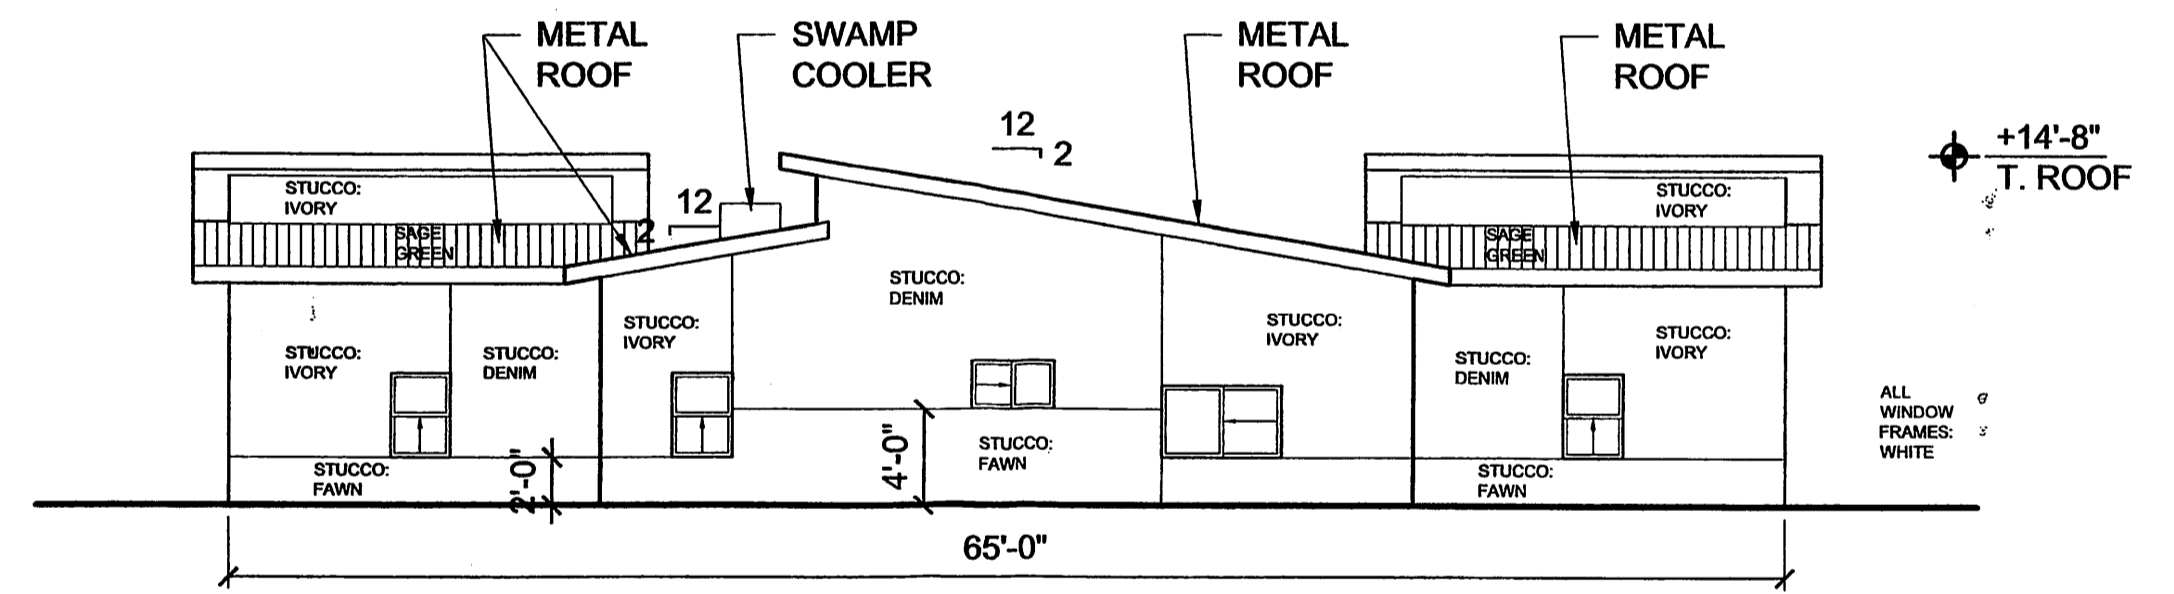 METAL
ROOF
SWAMP
COOLER
METAL
ROOF
METAL
ROOF
12
2
+14'-8"
T. ROOF
STUCCO:
IVORY
12
2
STUCCO:
IVORY
SAGE
GREEN
SAGE
GREEN
STUCCO:
DENIM
STUCCO:
IVORY
STUCCO:
IVORY
STUCCO:
IVORY
STUCCO:
IVORY
STUCCO:
DENIM
STUCCO:
DENIM
ALL
WINDOW
FRAMES:
WHITE
STUCCO:
FAWN
2'-0"
4'-0"
STUCCO:
FAWN
STUCCO:
FAWN
65'-0"